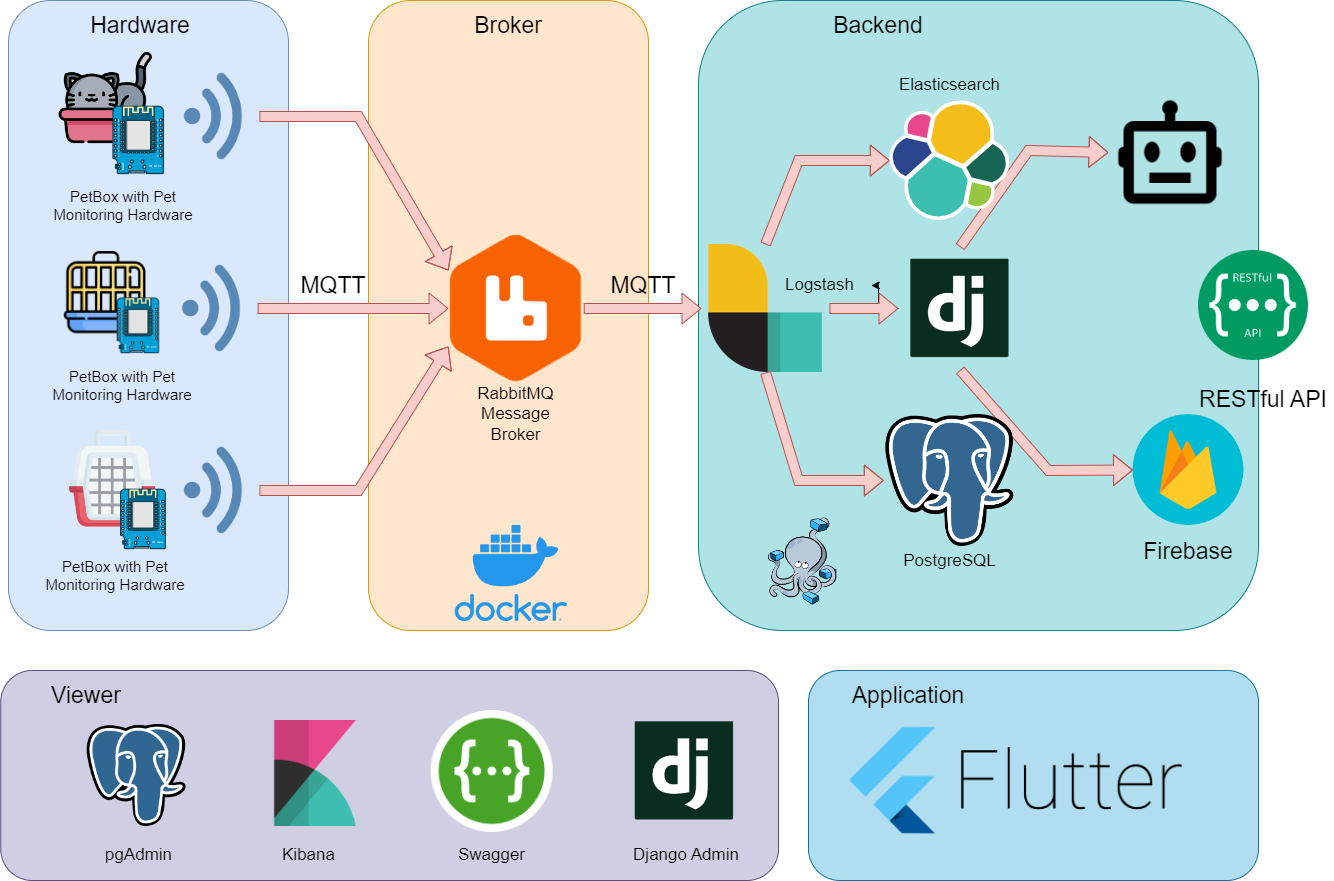 Hardware
PetBox with Pet
Monitoring Hardware
PetBox with Pet
Monitoring Hardware
PetBox with Pet
Monitoring Hardware
MQTT
Broker
RabbitMQ
Message
Broker
docker
MQTT
Backend
Elasticsearch
Logstash
dj
PostgreSQL
RESTful
{...}
API
RESTful API
Firebase
Viewer
pgAdmin
Kibana
{...}
Swagger
dj
Django Admin
Application
Flutter